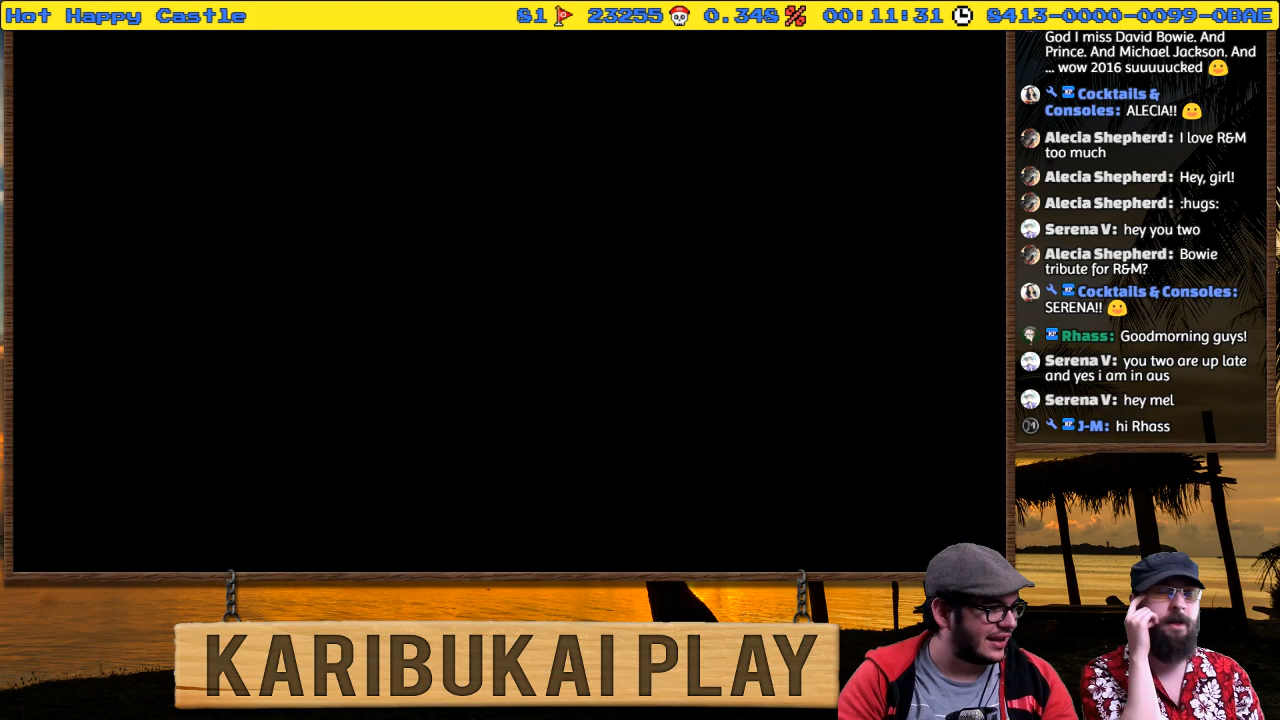 Hot Happy Castle 81 23255 0.348% 00:11:31 8413-0000-0099-0BAE
God I miss David Bowie. And
Prince. And Michael Jackson. And
... wow 2016 suuuuucked
Cocktails &
Consoles: ALECIA!!
Alecia Shepherd: I love R&M
too much
Alecia Shepherd: Hey, girl!
Alecia Shepherd: :hugs:
Serena V: hey you two
Alecia Shepherd: Bowie
tribute for R&M?
Cocktails & Consoles:
SERENA!!
Rhass: Goodmorning guys!
Serena V: you two are up late
and yes i am in aus
Serena V: hey mel
J-M: hi Rhass
KARIBUKAI PLAY